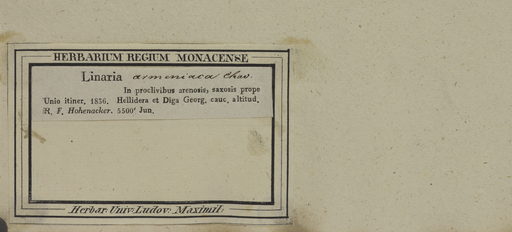 HERBARIUM REGIUM MONACENSE
Linaria armeniaca Chav.
In proclivibus arenosis, saxosis prope
Unio itiner. 1836. Hellidera et Diga Georg. cauc. altitud.
R. F. Hohenacker. 5500' Jun.
Herbar. Univ. Ludov. Maximil.